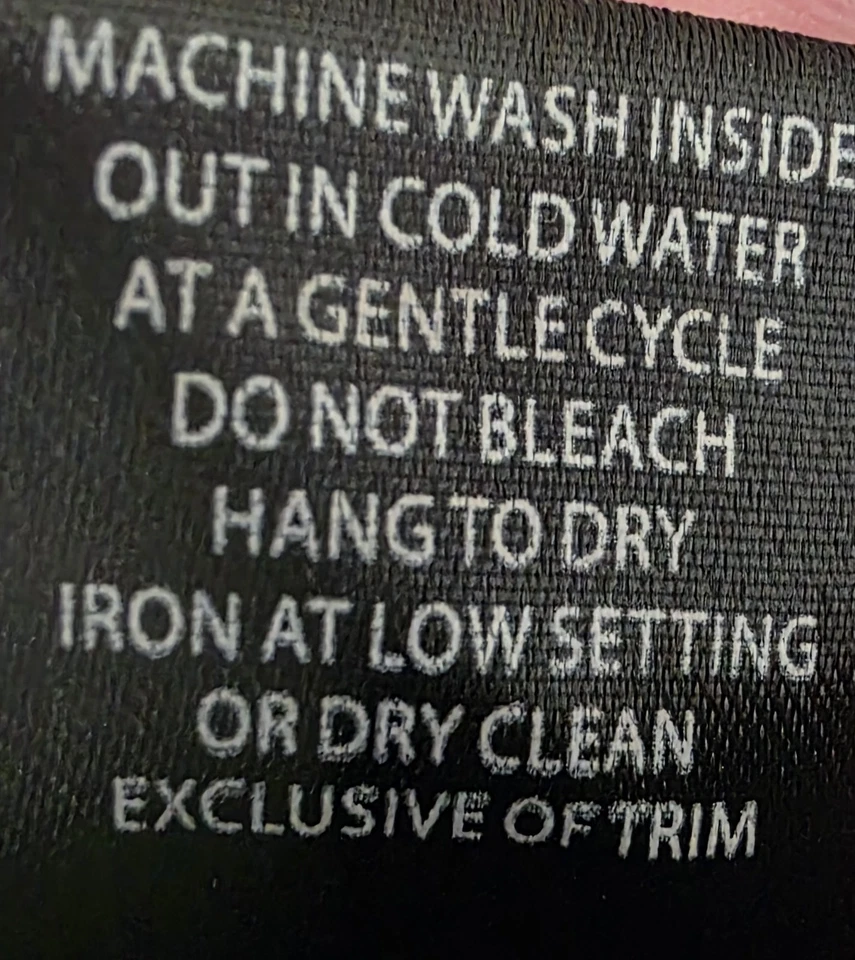 MACHINE WASH INSIDE
OUT IN COLD WATER
AT A GENTLE CYCLE
DO NOT BLEACH
HANG TO DRY
IRON AT LOW SETTING
OR DRY CLEAN
EXCLUSIVE OF TRIM